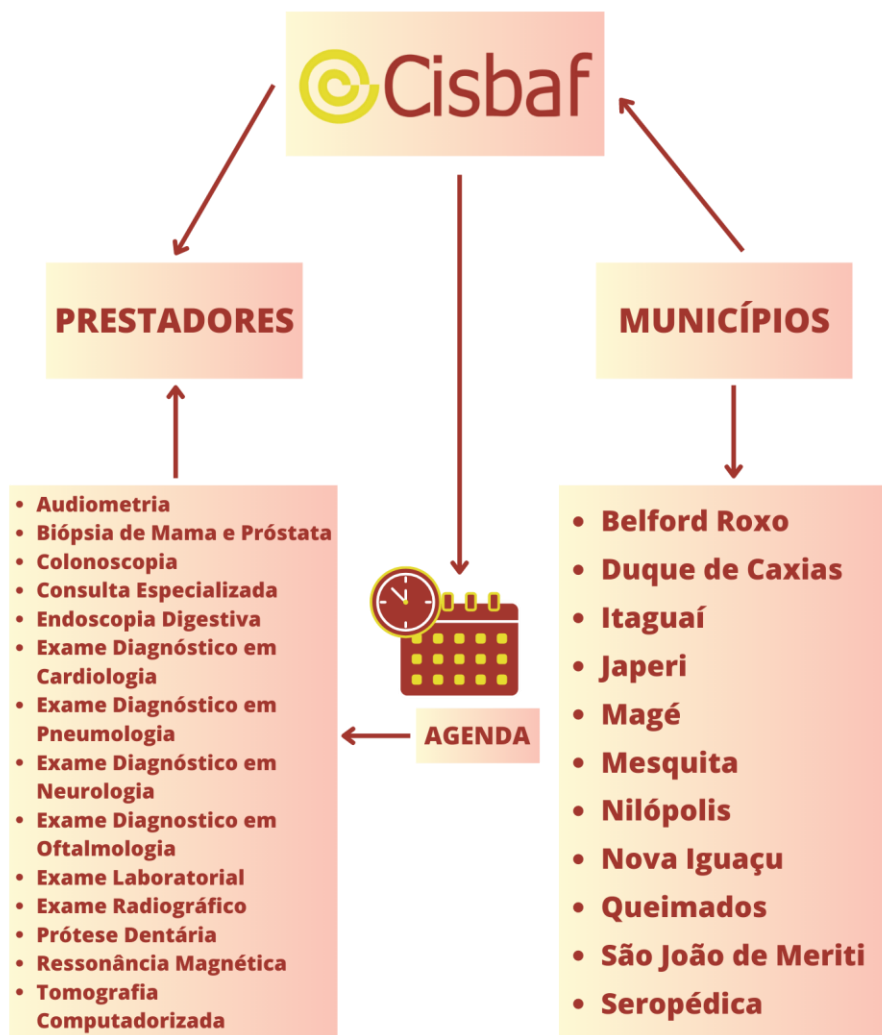 Cisbaf
PRESTADORES
MUNICÍPIOS
• Audiometria
• Biópsia de Mama e Próstata
• Colonoscopia
• Consulta Especializada
• Endoscopia Digestiva
• Exame Diagnóstico em
Cardiologia
• Exame Diagnóstico em
Pneumologia
• Exame Diagnóstico em
Neurologia
• Exame Diagnostico em
Oftalmologia
• Exame Laboratorial
• Exame Radiográfico
• Prótese Dentária
• Ressonância Magnética
• Tomografia
Computadorizada
AGENDA
• Belford Roxo
• Duque de Caxias
• Itaguaí
• Japeri
• Magé
• Mesquita
• Nilópolis
• Nova Iguaçu
• Queimados
• São João de Meriti
• Seropédica